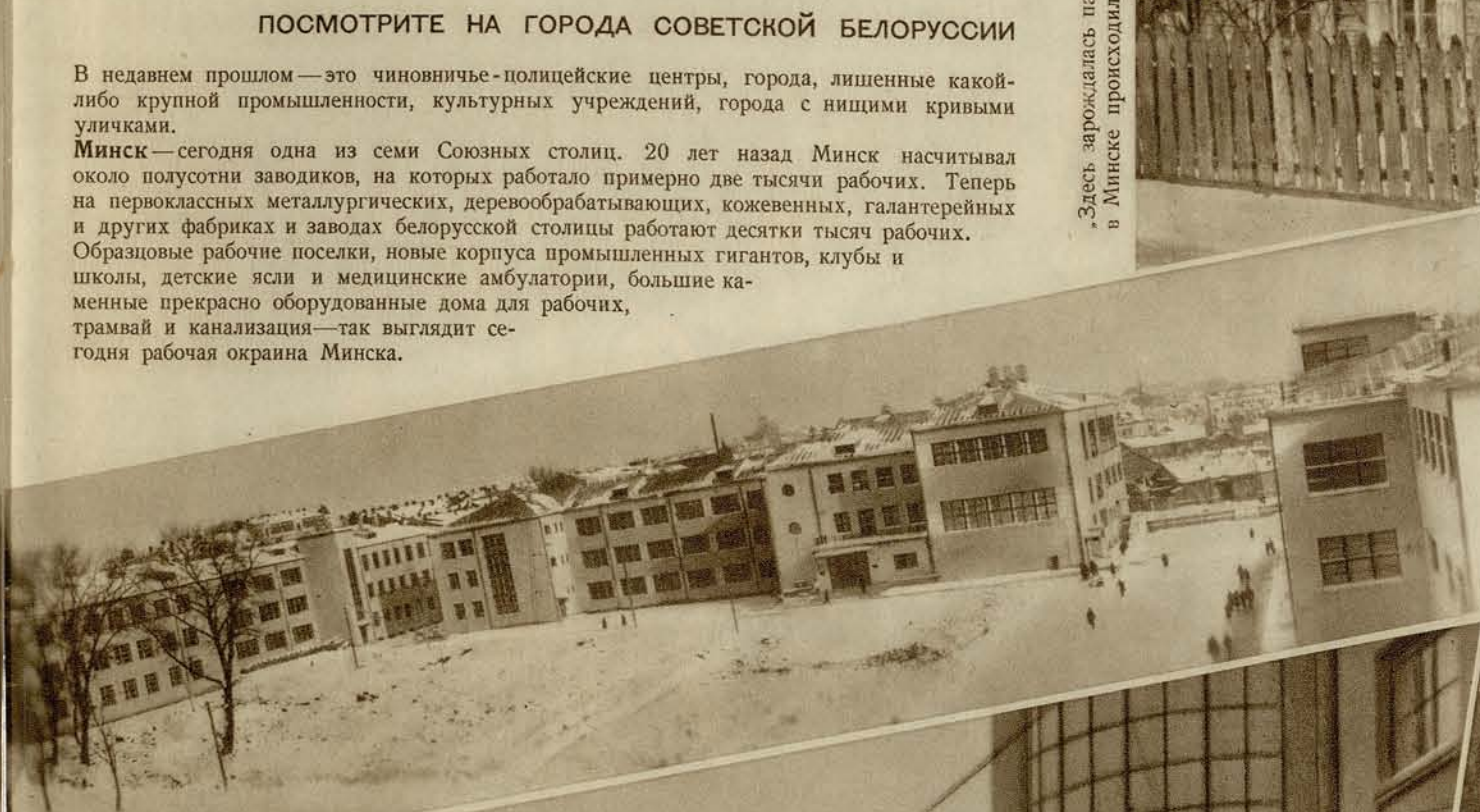 ПОСМОТРИТЕ НА ГОРОДА СОВЕТСКОЙ БЕЛОРУССИИ
В недавнем прошлом—это чиновничье-полицейские центры, города, лишенные какой-
либо крупной промышленности, культурных учреждений, города с нищими кривыми
уличками.
Минск—сегодня одна из семи Союзных столиц. 20 лет назад Минск насчитывал
около полусотни заводиков, на которых работало примерно две тысячи рабочих. Теперь
на первоклассных металлургических, деревообрабатывающих, кожевенных, галантерейных
и других фабриках и заводах белорусской столицы работают десятки тысяч рабочих.
Образцовые рабочие поселки, новые корпуса промышленных гигантов, клубы и
школы, детские ясли и медицинские амбулатории, большие ка-
менные прекрасно оборудованные дома для рабочих,
трамвай и канализация—так выглядит се-
годня рабочая окраина Минска.
„Здесь зарождалась
в Минске